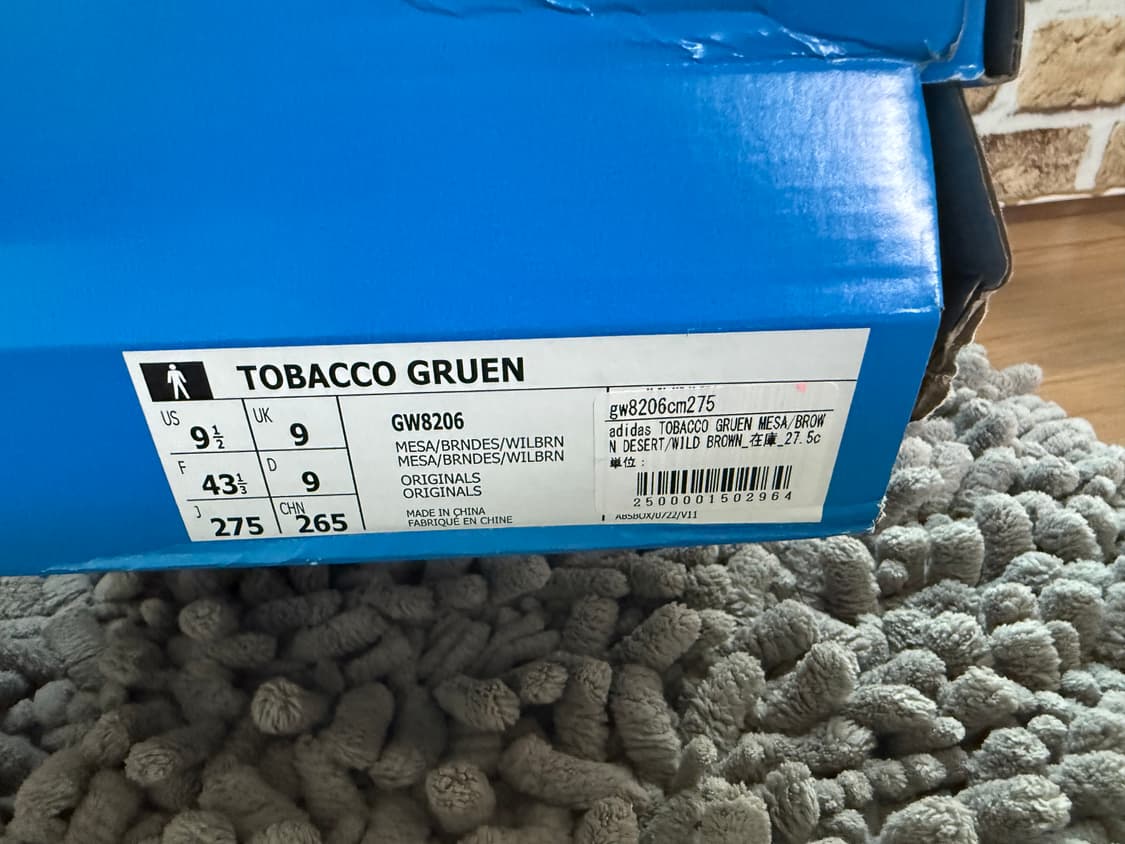 TOBACCO GRUEN
US 9½
UK 9
F 43⅓
D 9
J 275
CHN 265
GW8206
MESA/BRNDES/WILBRN
MESA/BRNDES/WILBRN
ORIGINALS
ORIGINALS
MADE IN CHINA
FABRIQUÉ EN CHINE
gw8206cm275
adidas TOBACCO GRUEN MESA/BROW
N DESERT/WILD BROWN_在庫_27.5c
単位:
2500001502964
ABSBOX/0722/V11